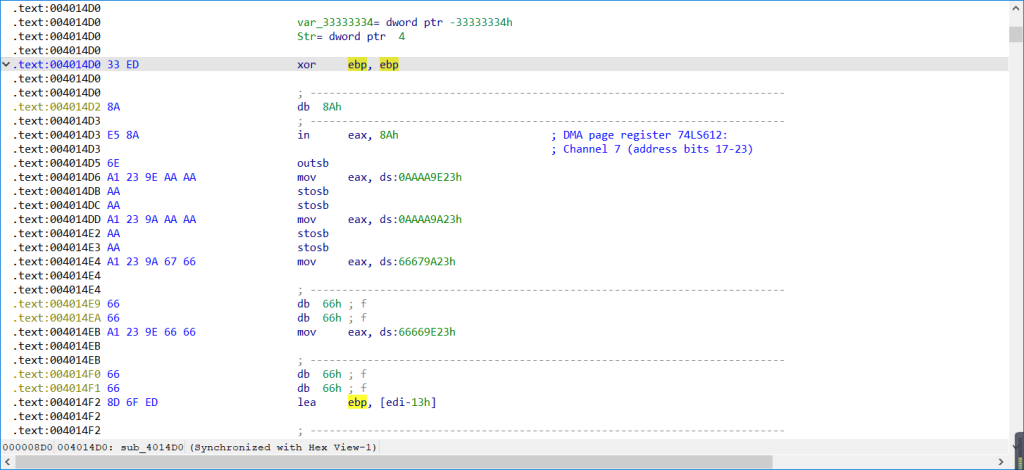 .text:004014D0
.text:004014D0 var_33333334= dword ptr -33333334h
.text:004014D0 Str= dword ptr  4
.text:004014D0
.text:004014D0 33 ED xor ebp, ebp
.text:004014D0
.text:004014D0 ; ---------------------------------------------------------------------------
.text:004014D2 8A db 8Ah
.text:004014D3 ; ---------------------------------------------------------------------------
.text:004014D3 E5 8A in eax, 8Ah ; DMA page register 74LS612:
.text:004014D3 ; Channel 7 (address bits 17-23)
.text:004014D5 6E outsb
.text:004014D6 A1 23 9E AA AA mov eax, ds:0AAAA9E23h
.text:004014DB AA stosb
.text:004014DC AA stosb
.text:004014DD A1 23 9A AA AA mov eax, ds:0AAAA9A23h
.text:004014E2 AA stosb
.text:004014E3 AA stosb
.text:004014E4 A1 23 9A 67 66 mov eax, ds:66679A23h
.text:004014E4
.text:004014E4 ; ---------------------------------------------------------------------------
.text:004014E9 66 db 66h ; f
.text:004014EA 66 db 66h ; f
.text:004014EB A1 23 9E 66 66 mov eax, ds:66669E23h
.text:004014EB
.text:004014EB ; ---------------------------------------------------------------------------
.text:004014F0 66 db 66h ; f
.text:004014F1 66 db 66h ; f
.text:004014F2 8D 6F ED lea ebp, [edi-13h]
.text:004014F2
.text:004014F2 ; ---------------------------------------------------------------------------
000008D0 004014D0: sub_4014D0 (Synchronized with Hex View-1)